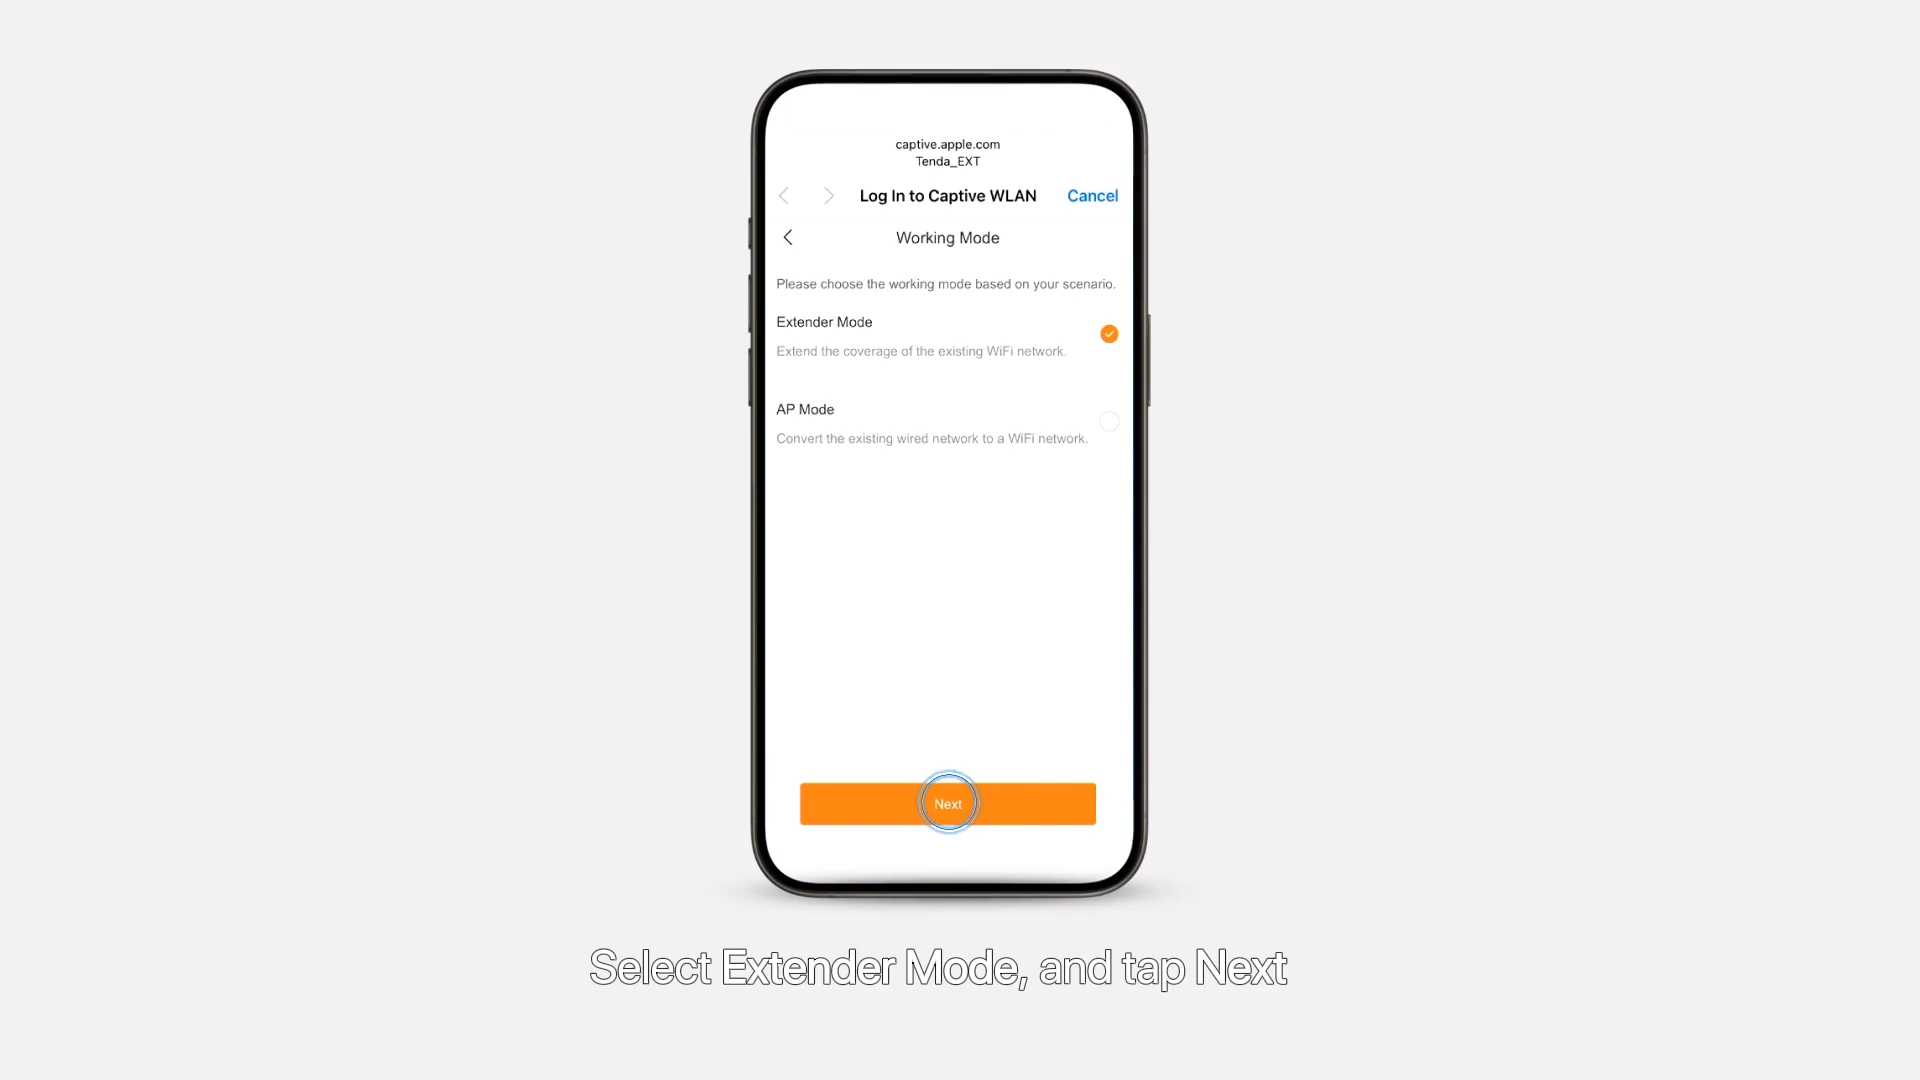 captive.apple.com
Tenda_EXT
Log In to Captive WLAN
Cancel
Working Mode
Please choose the working mode based on your scenario.
Extender Mode
Extend the coverage of the existing WiFi network.
AP Mode
Convert the existing wired network to a WiFi network.
Next
Select Extender Mode, and tap Next